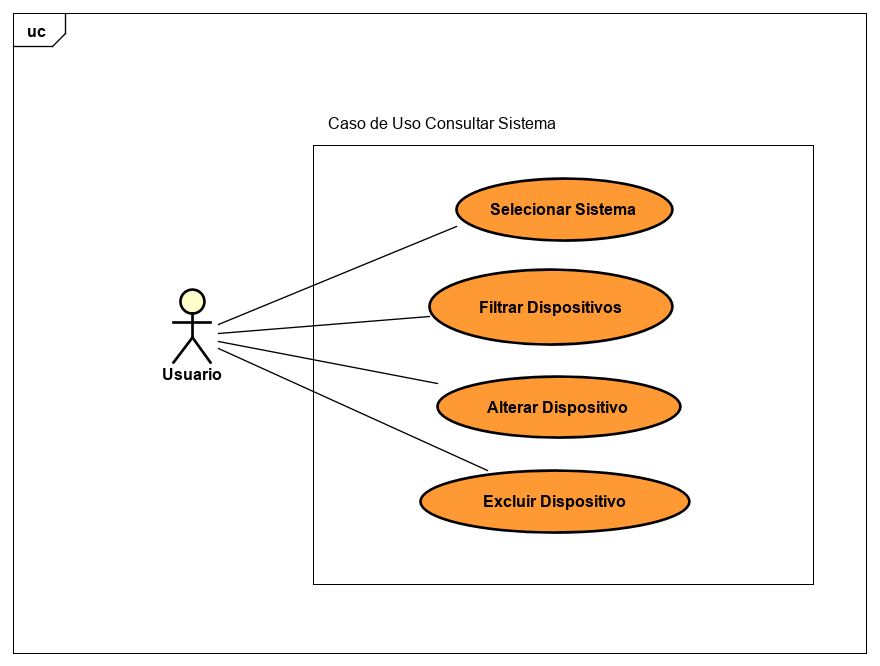 uc
Caso de Uso Consultar Sistema
Selecionar Sistema
Filtrar Dispositivos
Usuario
Alterar Dispositivo
Excluir Dispositivo